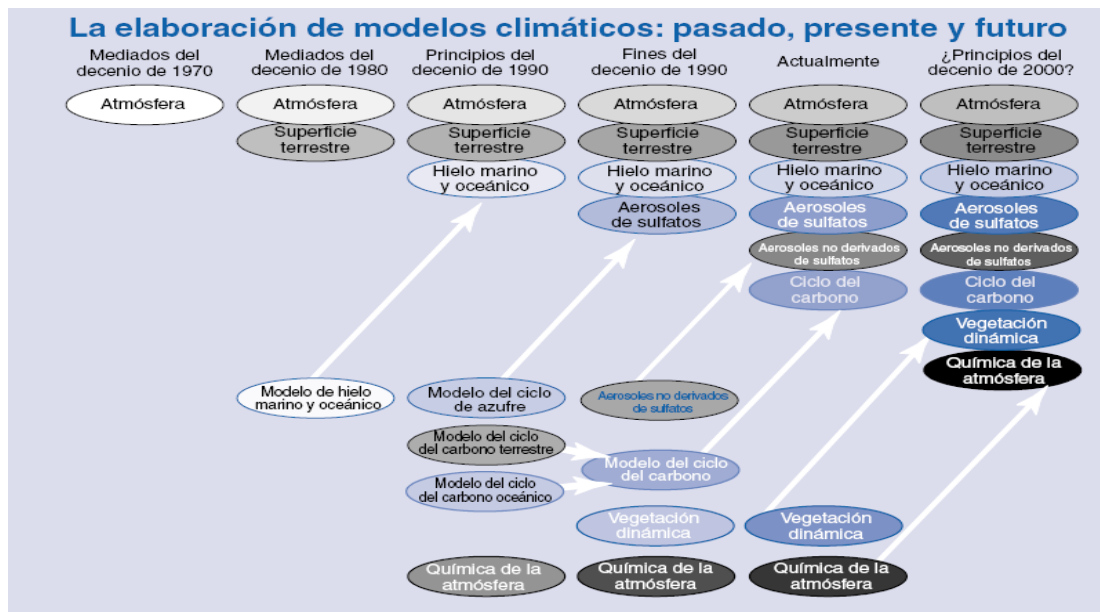 La elaboración de modelos climáticos: pasado, presente y futuro
Mediados del
decenio de 1970
Mediados del
decenio de 1980
Principios del
decenio de 1990
Fines del
decenio de 1990
Actualmente
¿Principios del
decenio de 2000?
Atmósfera
Atmósfera
Atmósfera
Atmósfera
Atmósfera
Atmósfera
Superficie
terrestre
Superficie
terrestre
Superficie
terrestre
Superficie
terrestre
Superficie
terrestre
Hielo marino
y oceánico
Hielo marino
y oceánico
Hielo marino
y oceánico
Hielo marino
y oceánico
Aerosoles
de sulfatos
Aerosoles
de sulfatos
Aerosoles
de sulfatos
Aerosoles no derivados
de sulfatos
Aerosoles no derivados
de sulfatos
Ciclo del
carbono
Ciclo del
carbono
Vegetación
dinámica
Química de la
atmósfera
Modelo de hielo
marino y oceánico
Modelo del ciclo
de azufre
Aerosoles no derivados
de sulfatos
Modelo del ciclo
del carbono terrestre
Modelo del ciclo
del carbono
Modelo del ciclo
del carbono oceánico
Vegetación
dinámica
Vegetación
dinámica
Química de la
atmósfera
Química de la
atmósfera
Química de la
atmósfera